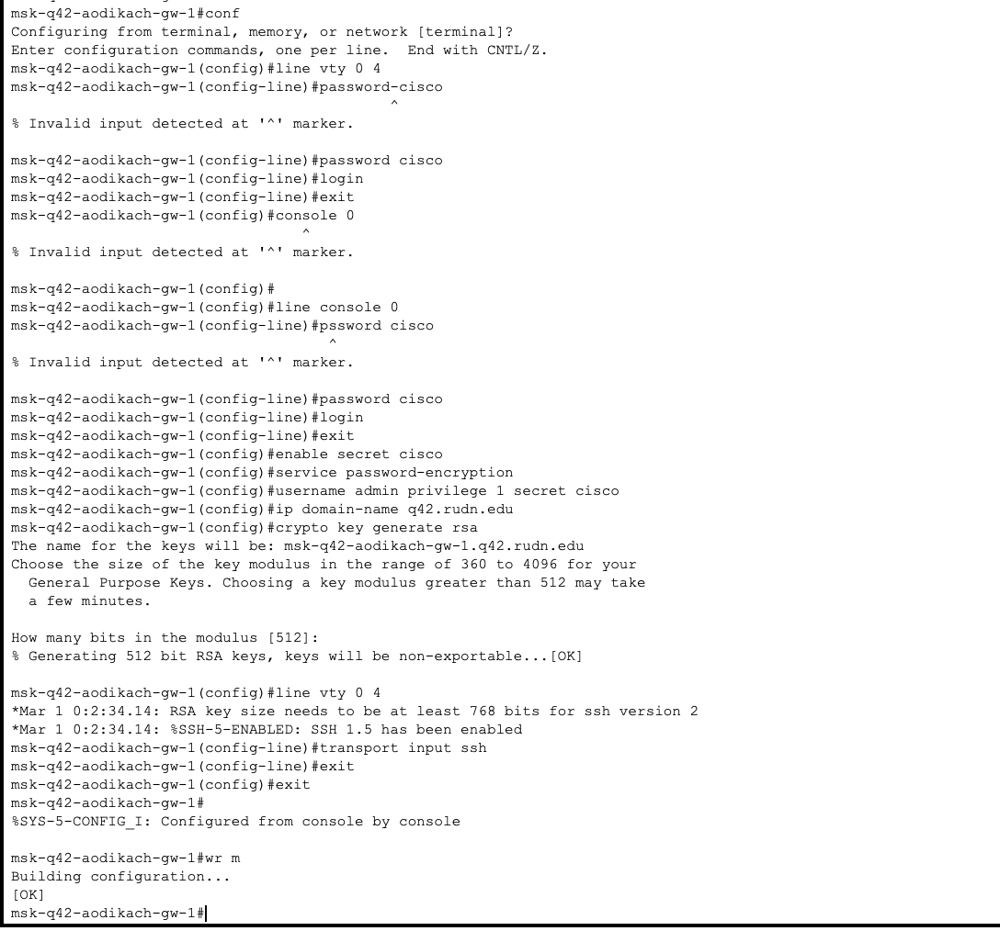 msk-q42-aodikach-gw-1#conf
Configuring from terminal, memory, or network [terminal]?
Enter configuration commands, one per line.  End with CNTL/Z.
msk-q42-aodikach-gw-1(config)#line vty 0 4
msk-q42-aodikach-gw-1(config-line)#password-cisco
^
% Invalid input detected at '^' marker.
msk-q42-aodikach-gw-1(config-line)#password cisco
msk-q42-aodikach-gw-1(config-line)#login
msk-q42-aodikach-gw-1(config-line)#exit
msk-q42-aodikach-gw-1(config)#console 0
^
% Invalid input detected at '^' marker.
msk-q42-aodikach-gw-1(config)#
msk-q42-aodikach-gw-1(config)#line console 0
msk-q42-aodikach-gw-1(config-line)#pssword cisco
^
% Invalid input detected at '^' marker.
msk-q42-aodikach-gw-1(config-line)#password cisco
msk-q42-aodikach-gw-1(config-line)#login
msk-q42-aodikach-gw-1(config-line)#exit
msk-q42-aodikach-gw-1(config)#enable secret cisco
msk-q42-aodikach-gw-1(config)#service password-encryption
msk-q42-aodikach-gw-1(config)#username admin privilege 1 secret cisco
msk-q42-aodikach-gw-1(config)#ip domain-name q42.rudn.edu
msk-q42-aodikach-gw-1(config)#crypto key generate rsa
The name for the keys will be: msk-q42-aodikach-gw-1.q42.rudn.edu
Choose the size of the key modulus in the range of 360 to 4096 for your
General Purpose Keys. Choosing a key modulus greater than 512 may take
a few minutes.
How many bits in the modulus [512]:
% Generating 512 bit RSA keys, keys will be non-exportable...[OK]
msk-q42-aodikach-gw-1(config)#line vty 0 4
*Mar 1 0:2:34.14: RSA key size needs to be at least 768 bits for ssh version 2
*Mar 1 0:2:34.14: %SSH-5-ENABLED: SSH 1.5 has been enabled
msk-q42-aodikach-gw-1(config-line)#transport input ssh
msk-q42-aodikach-gw-1(config-line)#exit
msk-q42-aodikach-gw-1(config)#exit
msk-q42-aodikach-gw-1#
%SYS-5-CONFIG_I: Configured from console by console
msk-q42-aodikach-gw-1#wr m
Building configuration...
[OK]
msk-q42-aodikach-gw-1#